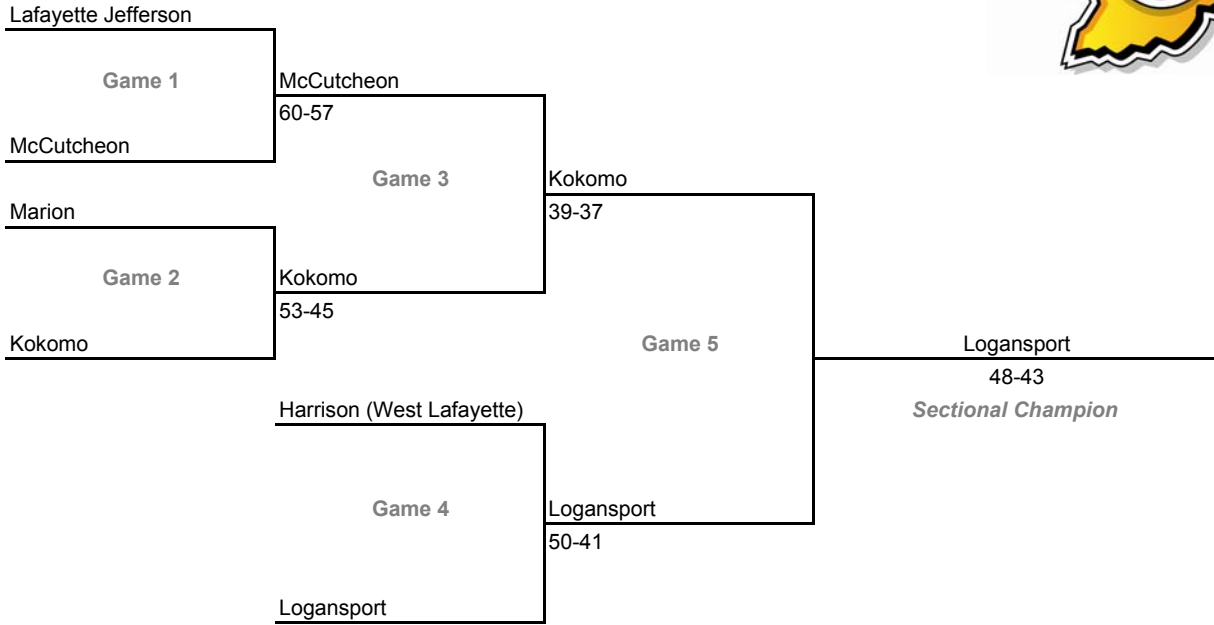 Lafayette Jefferson
Game 1
McCutcheon
60-57
McCutcheon
Game 3
Kokomo
39-37
Marion
Game 2
Kokomo
53-45
Kokomo
Game 5
Logansport
48-43
Sectional Champion
Harrison (West Lafayette)
Game 4
Logansport
50-41
Logansport